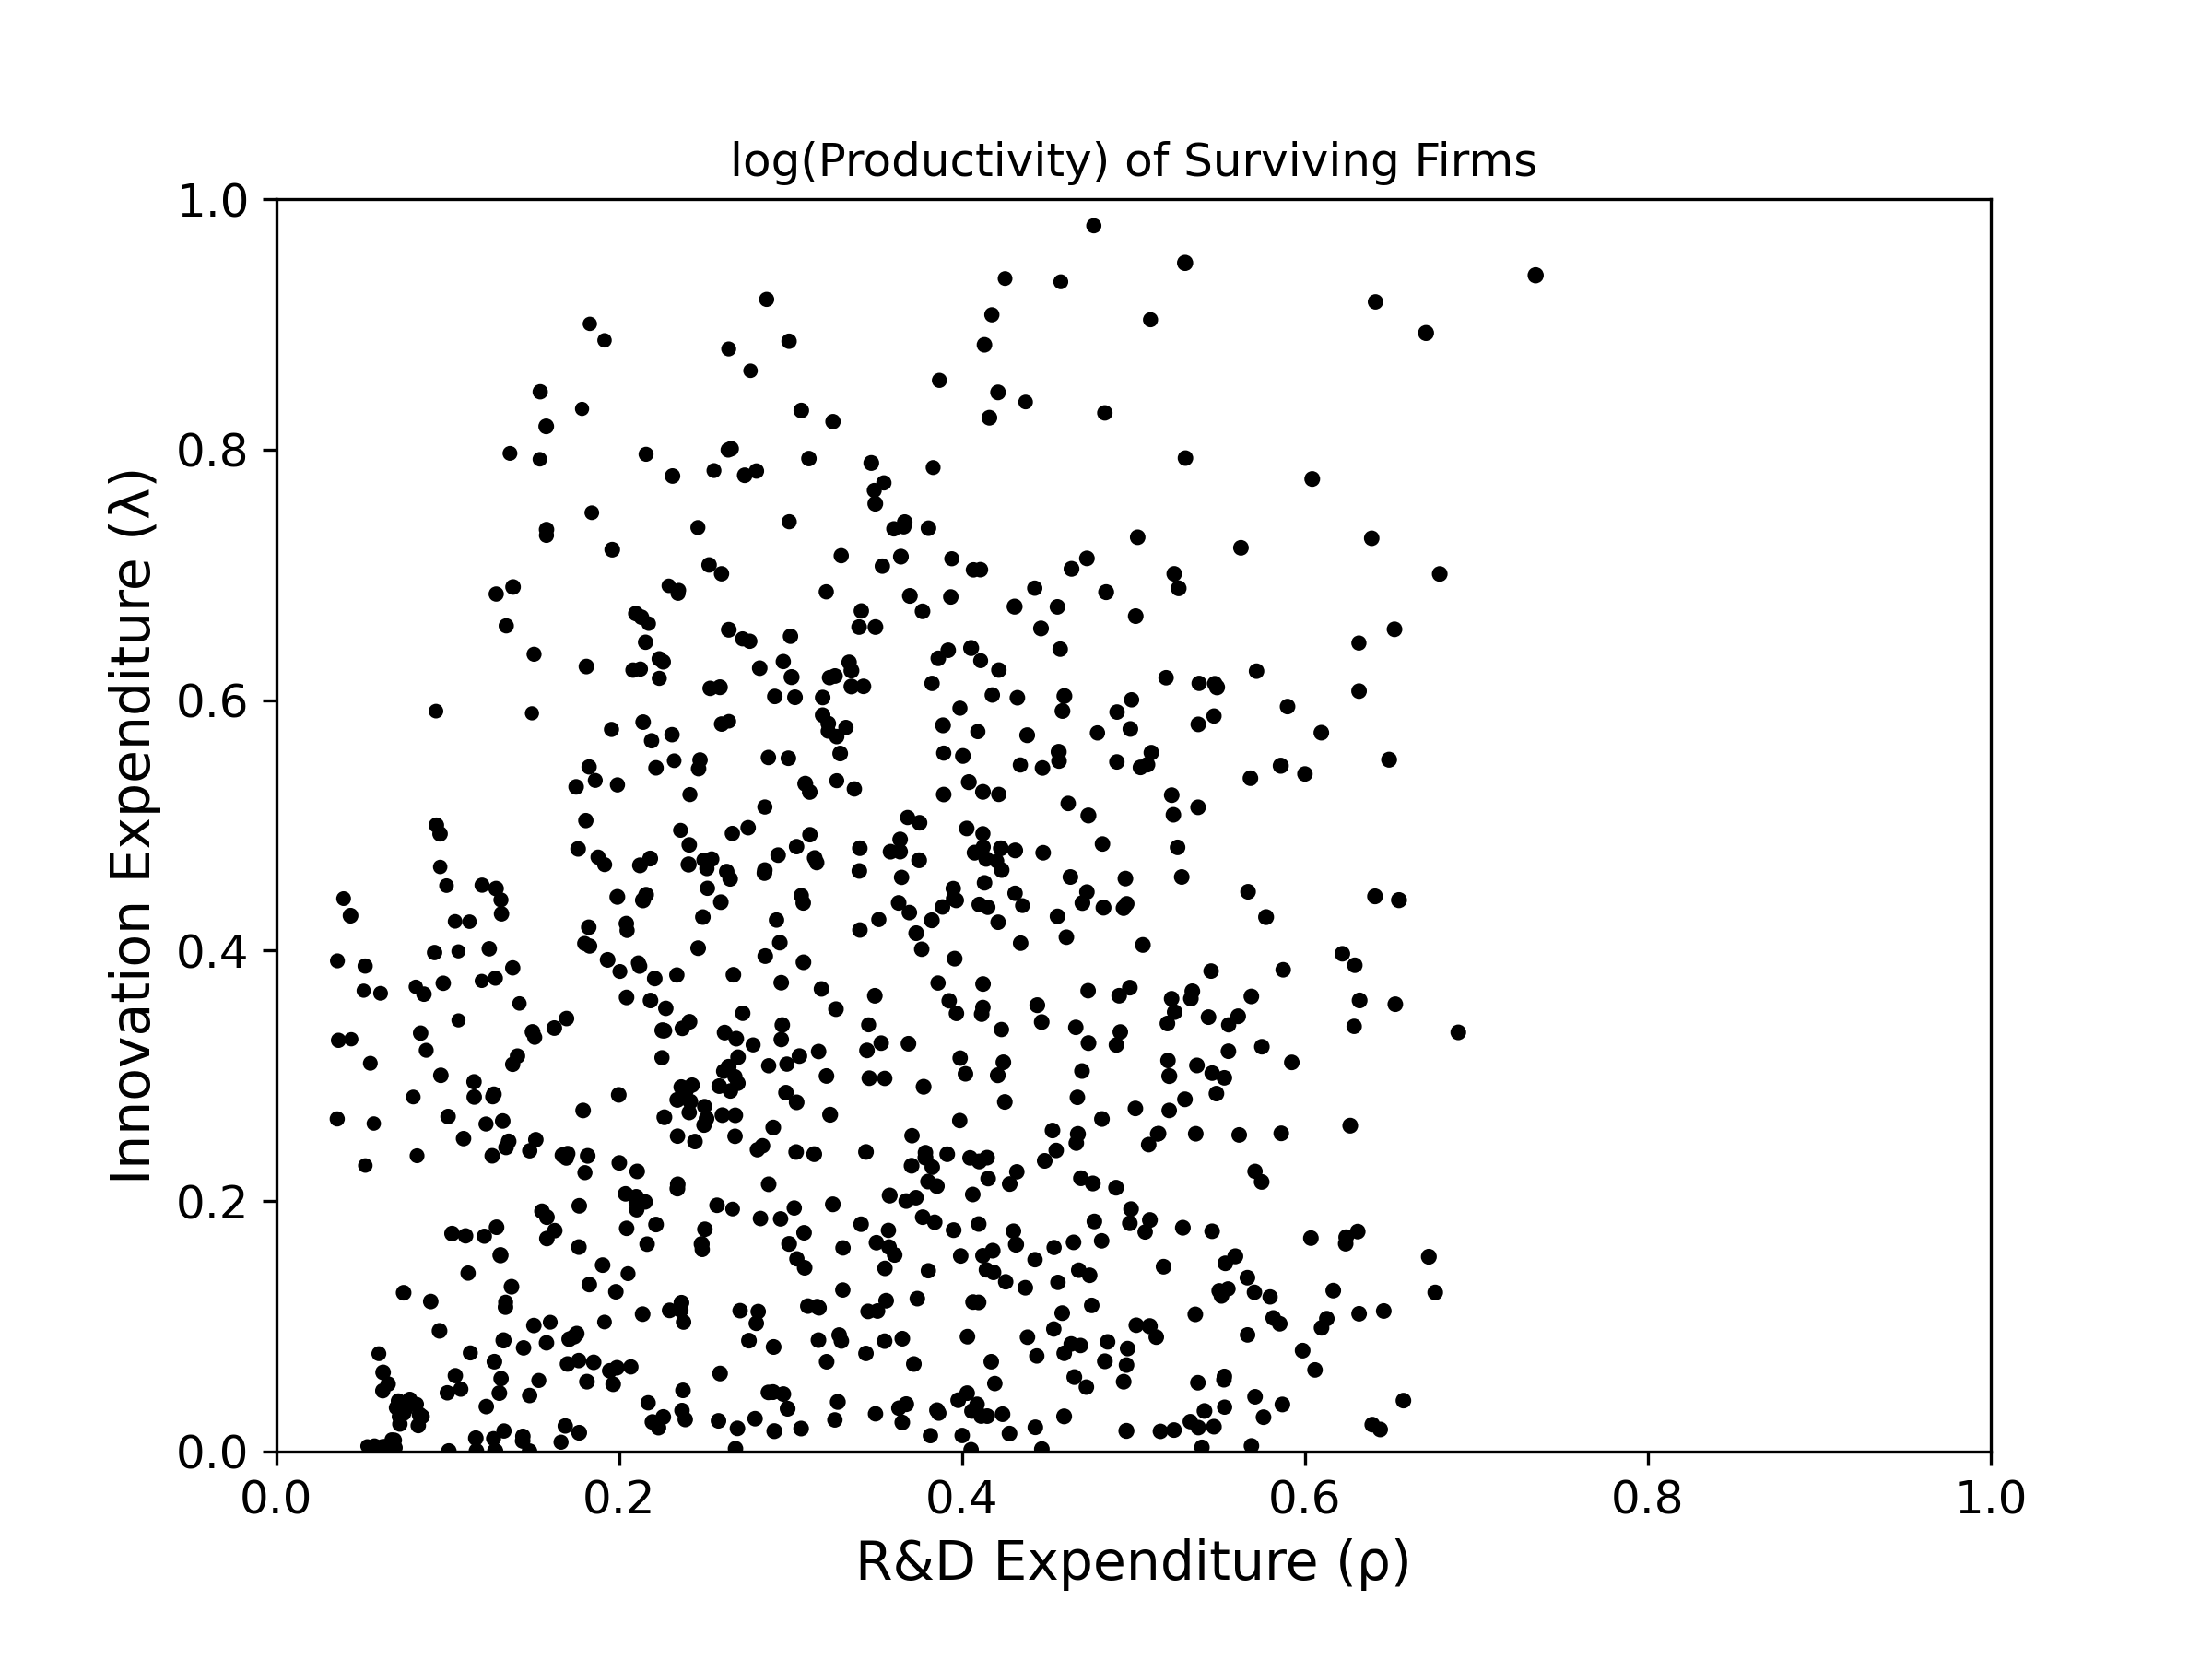 log(Productivity) of Surviving Firms
1.0
0.8
0.6
0.4
0.2
0.0
Innovation Expenditure (λ)
0.0 0.2 0.4 0.6 0.8 1.0
R&D Expenditure (ρ)